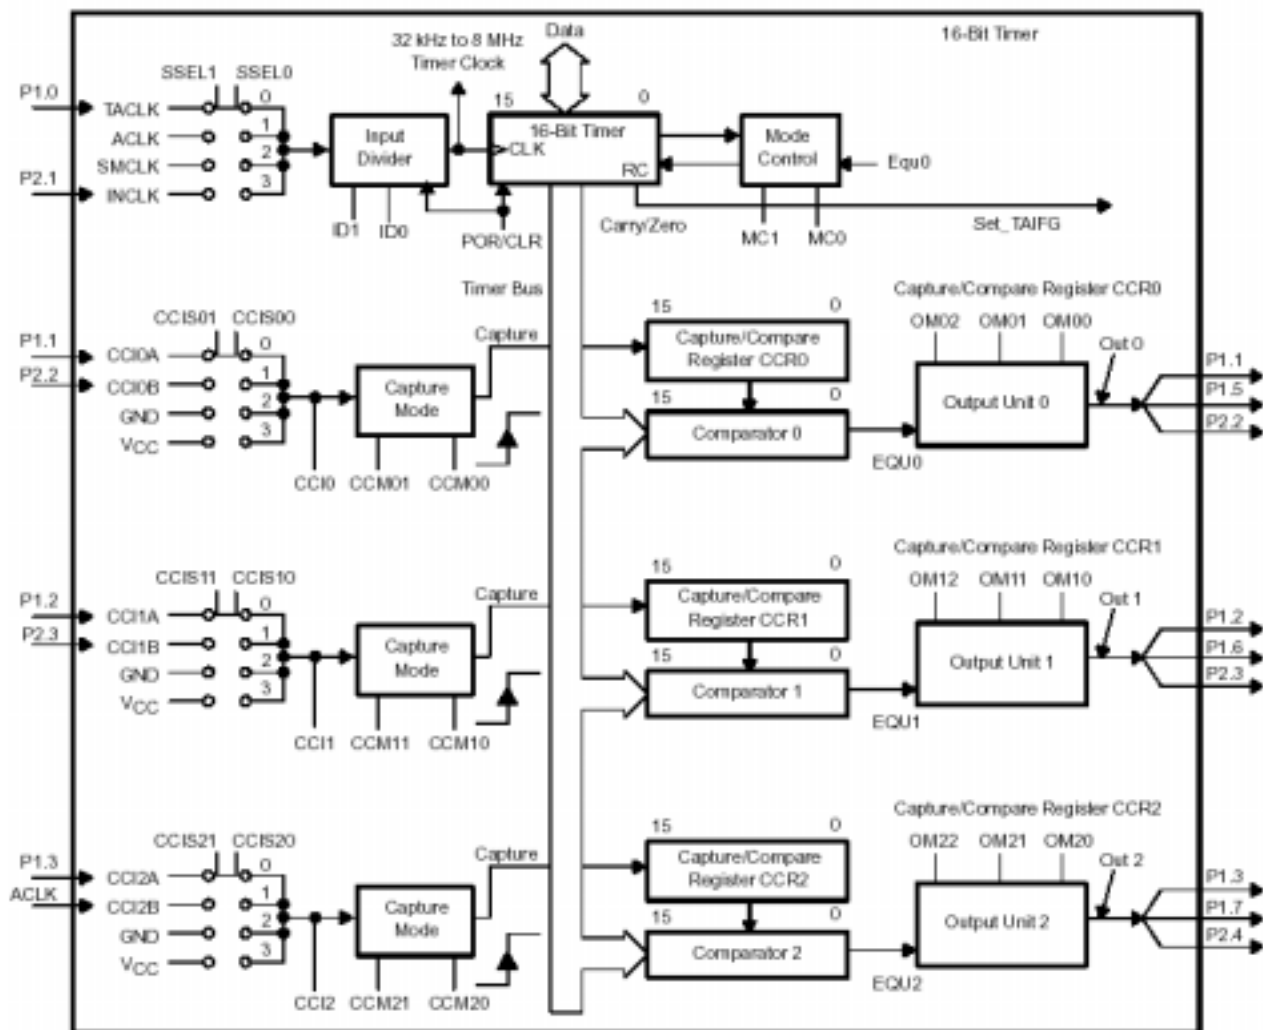 32 kHz to 8 MHz
Timer Clock
Data
16-Bit Timer
SSEL1 SSEL0
15 0
P1.0
TACLK 0
ACLK 1
SMCLK 2
P2.1
INCLK 3
Input
Divider
16-Bit Timer
CLK
RC
Mode
Control
Equ0
ID1 ID0
POR/CLR
Carry/Zero
MC1 MC0
Set_TAIFG
Timer Bus
Capture/Compare Register CCR0
CCIS01 CCIS00
Capture
15 0
OM02 OM01 OM00
Out 0
P1.1
CCI0A 0
P2.2
CCI0B 1
GND 2
VCC 3
Capture
Mode
Capture/Compare
Register CCR0
15 0
Comparator 0
Output Unit 0
P1.1
P1.5
P2.2
EQU0
CCI0 CCM01 CCM00
Capture/Compare Register CCR1
CCIS11 CCIS10
Capture
15 0
OM12 OM11 OM10
Out 1
P1.2
CCI1A 0
P2.3
CCI1B 1
GND 2
VCC 3
Capture
Mode
Capture/Compare
Register CCR1
15 0
Comparator 1
Output Unit 1
P1.2
P1.6
P2.3
EQU1
CCI1 CCM11 CCM10
Capture/Compare Register CCR2
CCIS21 CCIS20
Capture
15 0
OM22 OM21 OM20
Out 2
P1.3
CCI2A 0
ACLK
CCI2B 1
GND 2
VCC 3
Capture
Mode
Capture/Compare
Register CCR2
15 0
Comparator 2
Output Unit 2
P1.3
P1.7
P2.4
EQU2
CCI2 CCM21 CCM20